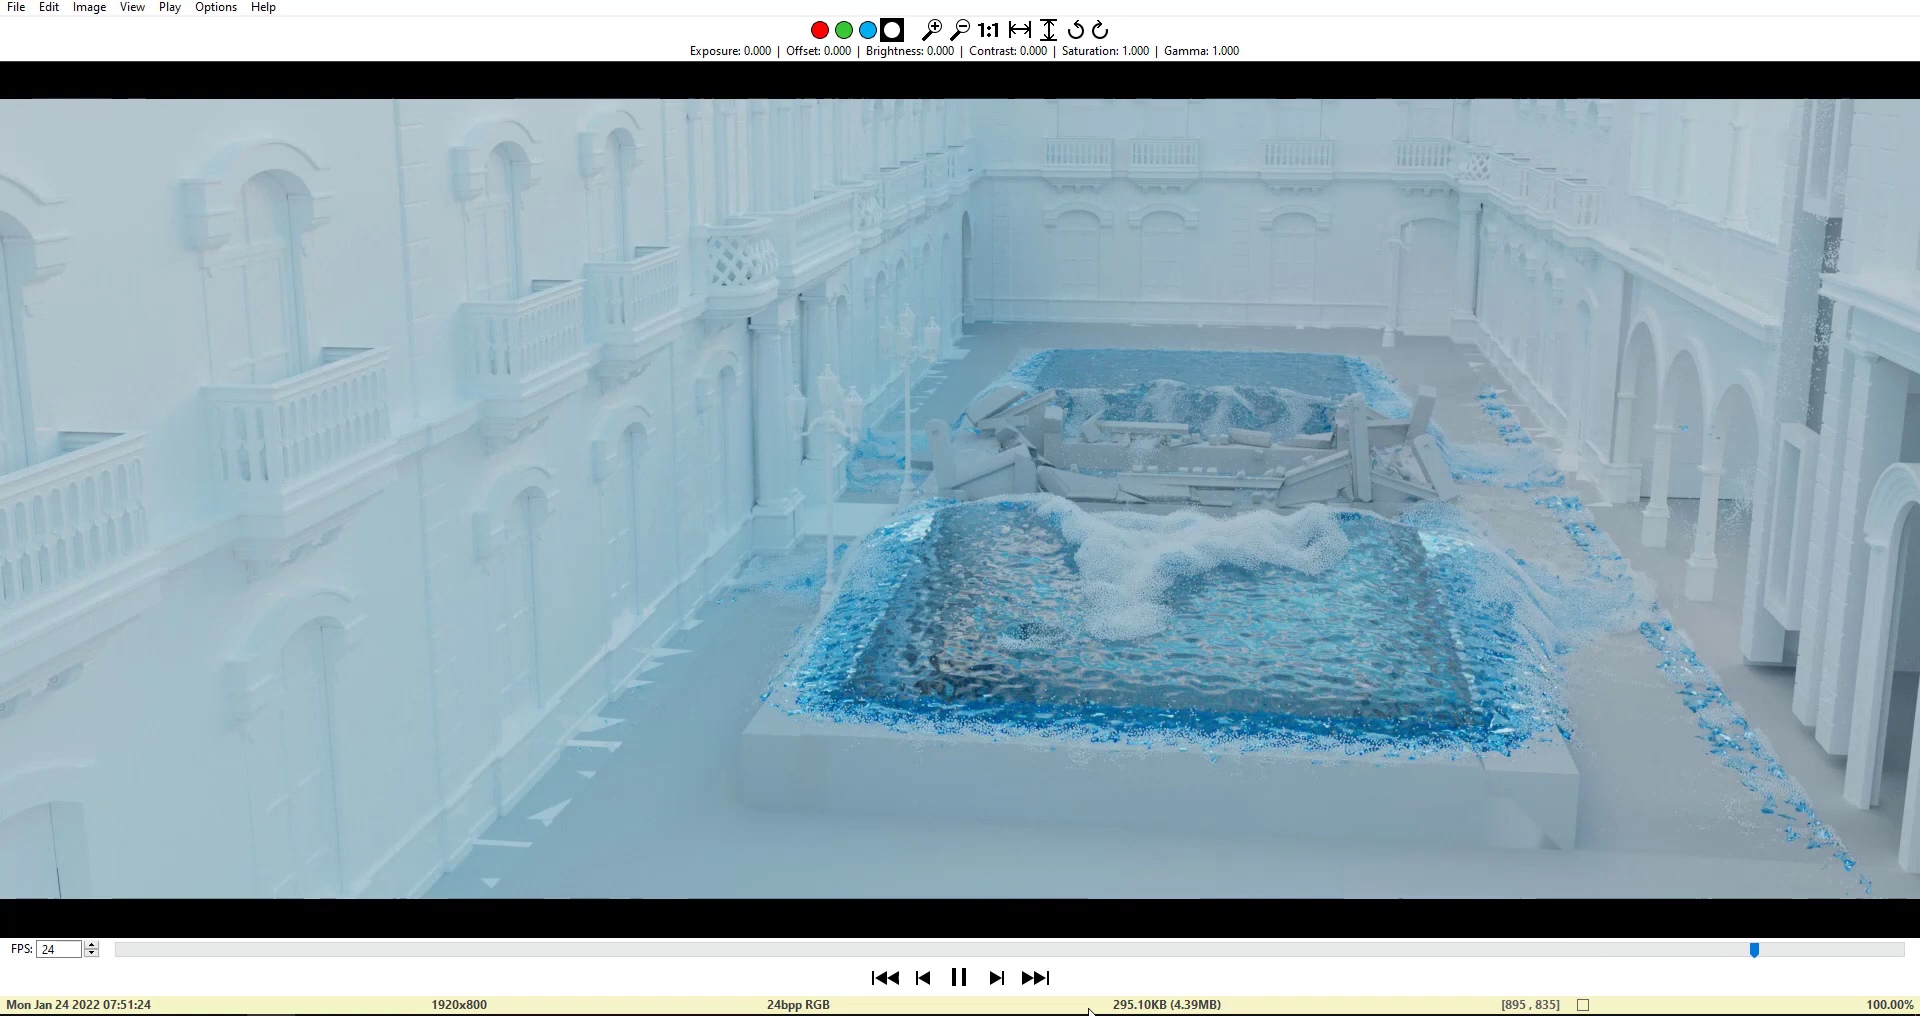 File Edit Image View Play Options Help
1:1
Exposure: 0.000 | Offset: 0.000 | Brightness: 0.000 | Contrast: 0.000 | Saturation: 1.000 | Gamma: 1.000
FPS: 24
Mon Jan 24 2022 07:51:24 1920x800 24bpp RGB 295.10KB (4.39MB) [895 , 835] 100.00%